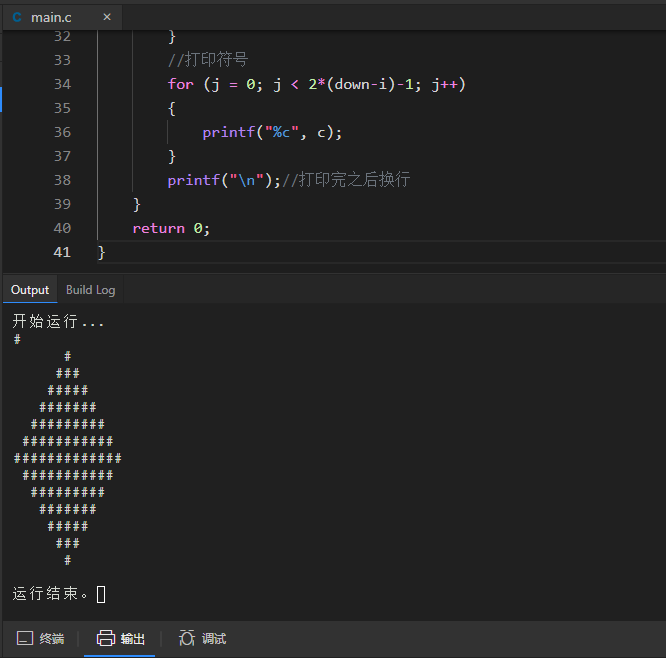 C main.c ×
32 }
33 //打印符号
34 for (j = 0; j < 2*(down-i)-1; j++)
35 {
36 printf("%c", c);
37 }
38 printf("\n");//打印完之后换行
39 }
40 return 0;
41 }
Output Build Log
开始运行...
#
#
###
#####
#######
#########
###########
#############
###########
#########
#######
#####
###
#
运行结束。
终端 输出 调试